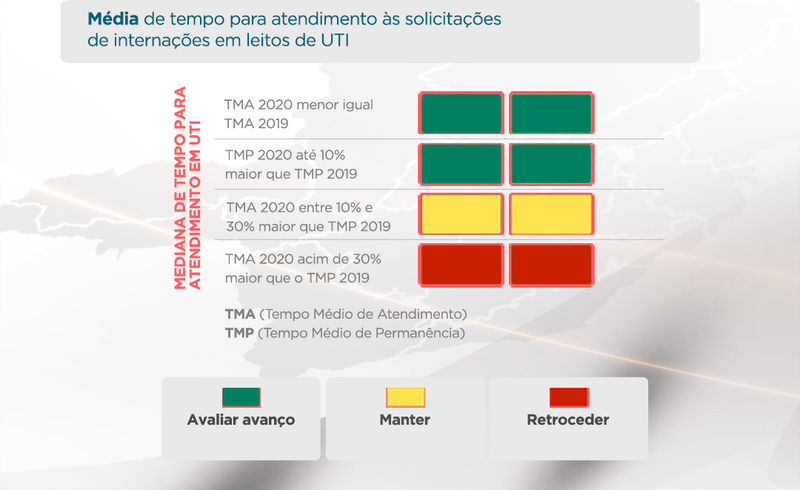 Média de tempo para atendimento às solicitações
de internações em leitos de UTI
MEDIANA DE TEMPO PARA
ATENDIMENTO EM UTI
TMA 2020 menor igual
TMA 2019
TMP 2020 até 10%
maior que TMP 2019
TMA 2020 entre 10% e
30% maior que TMP 2019
TMA 2020 acim de 30%
maior que o TMP 2019
TMA (Tempo Médio de Atendimento)
TMP (Tempo Médio de Permanência)
Avaliar avanço
Manter
Retroceder